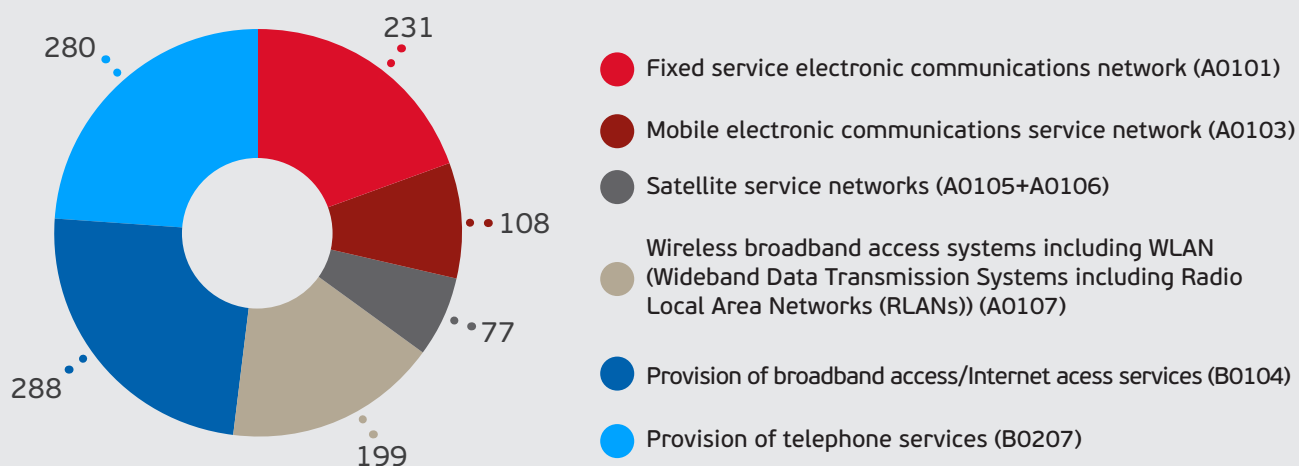 231
280
108
77
199
288
Fixed service electronic communications network (A0101)
Mobile electronic communications service network (A0103)
Satellite service networks (A0105+A0106)
Wireless broadband access systems including WLAN
(Wideband Data Transmission Systems including Radio
Local Area Networks (RLANs)) (A0107)
Provision of broadband access/Internet acess services (B0104)
Provision of telephone services (B0207)